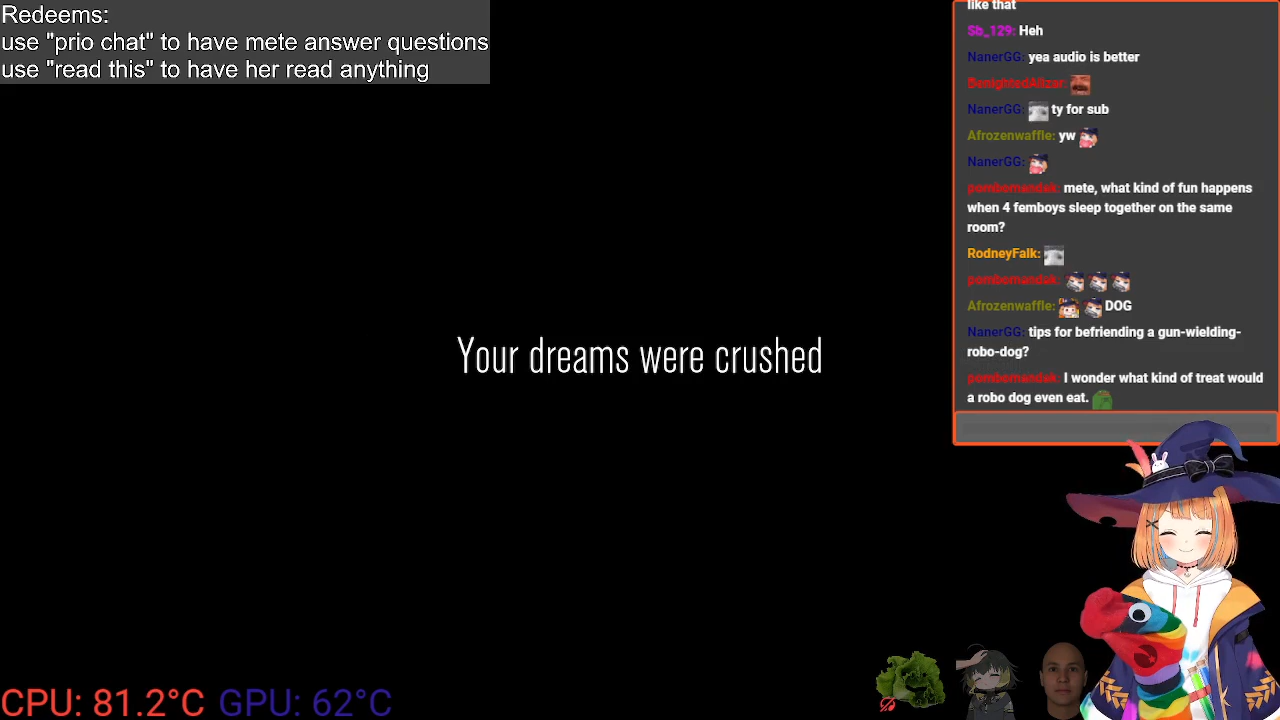 Redeems:
use "prio chat" to have mete answer questions
use "read this" to have her read anything
like that
Sb_129: Heh
NanerGG: yea audio is better
BenightedAlizar:
NanerGG: ty for sub
Afrozenwaffle: yw
NanerGG:
pombomandak: mete, what kind of fun happens
when 4 femboys sleep together on the same
room?
RodneyFalk:
pombomandak:
Afrozenwaffle: DOG
NanerGG: tips for befriending a gun-wielding-
robo-dog?
pombomandak: I wonder what kind of treat would
a robo dog even eat.
Your dreams were crushed
CPU: 81.2°C GPU: 62°C